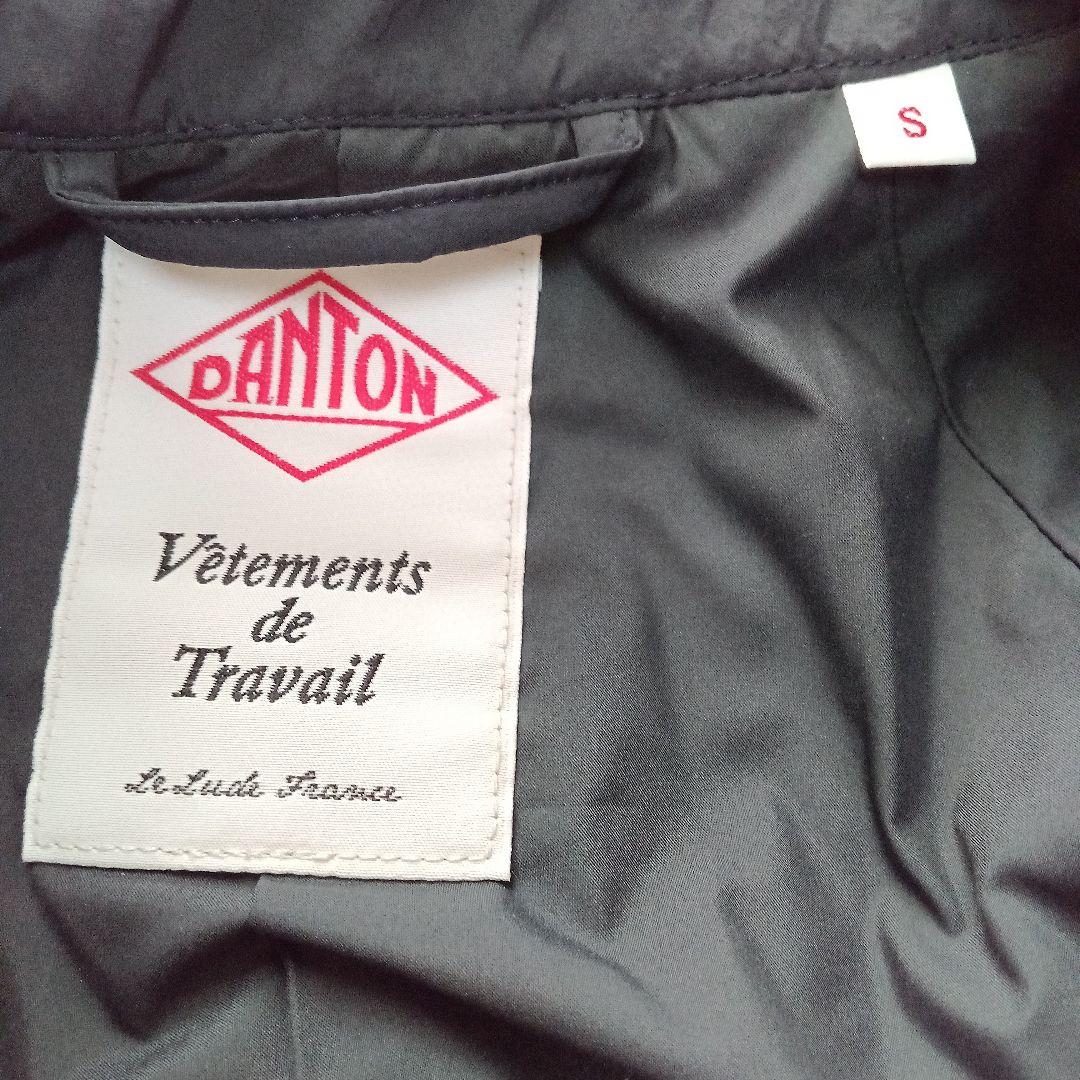 S
DANTON
Vêtements
de
Travail
Le Lude France